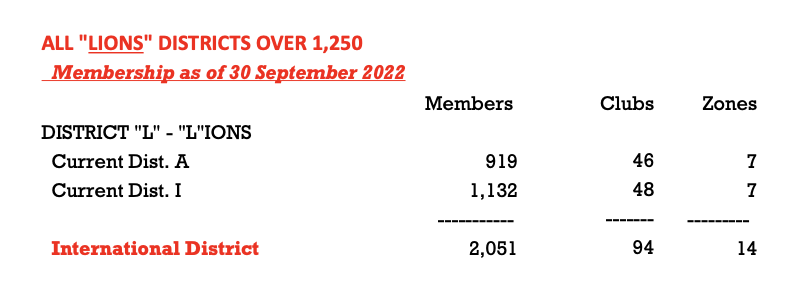 ALL "LIONS" DISTRICTS OVER 1,250
Membership as of 30 September 2022
Members Clubs Zones
DISTRICT "L" - "L"IONS
Current Dist. A 919 46 7
Current Dist. I 1,132 48 7
----------- ------- ---------
International District 2,051 94 14